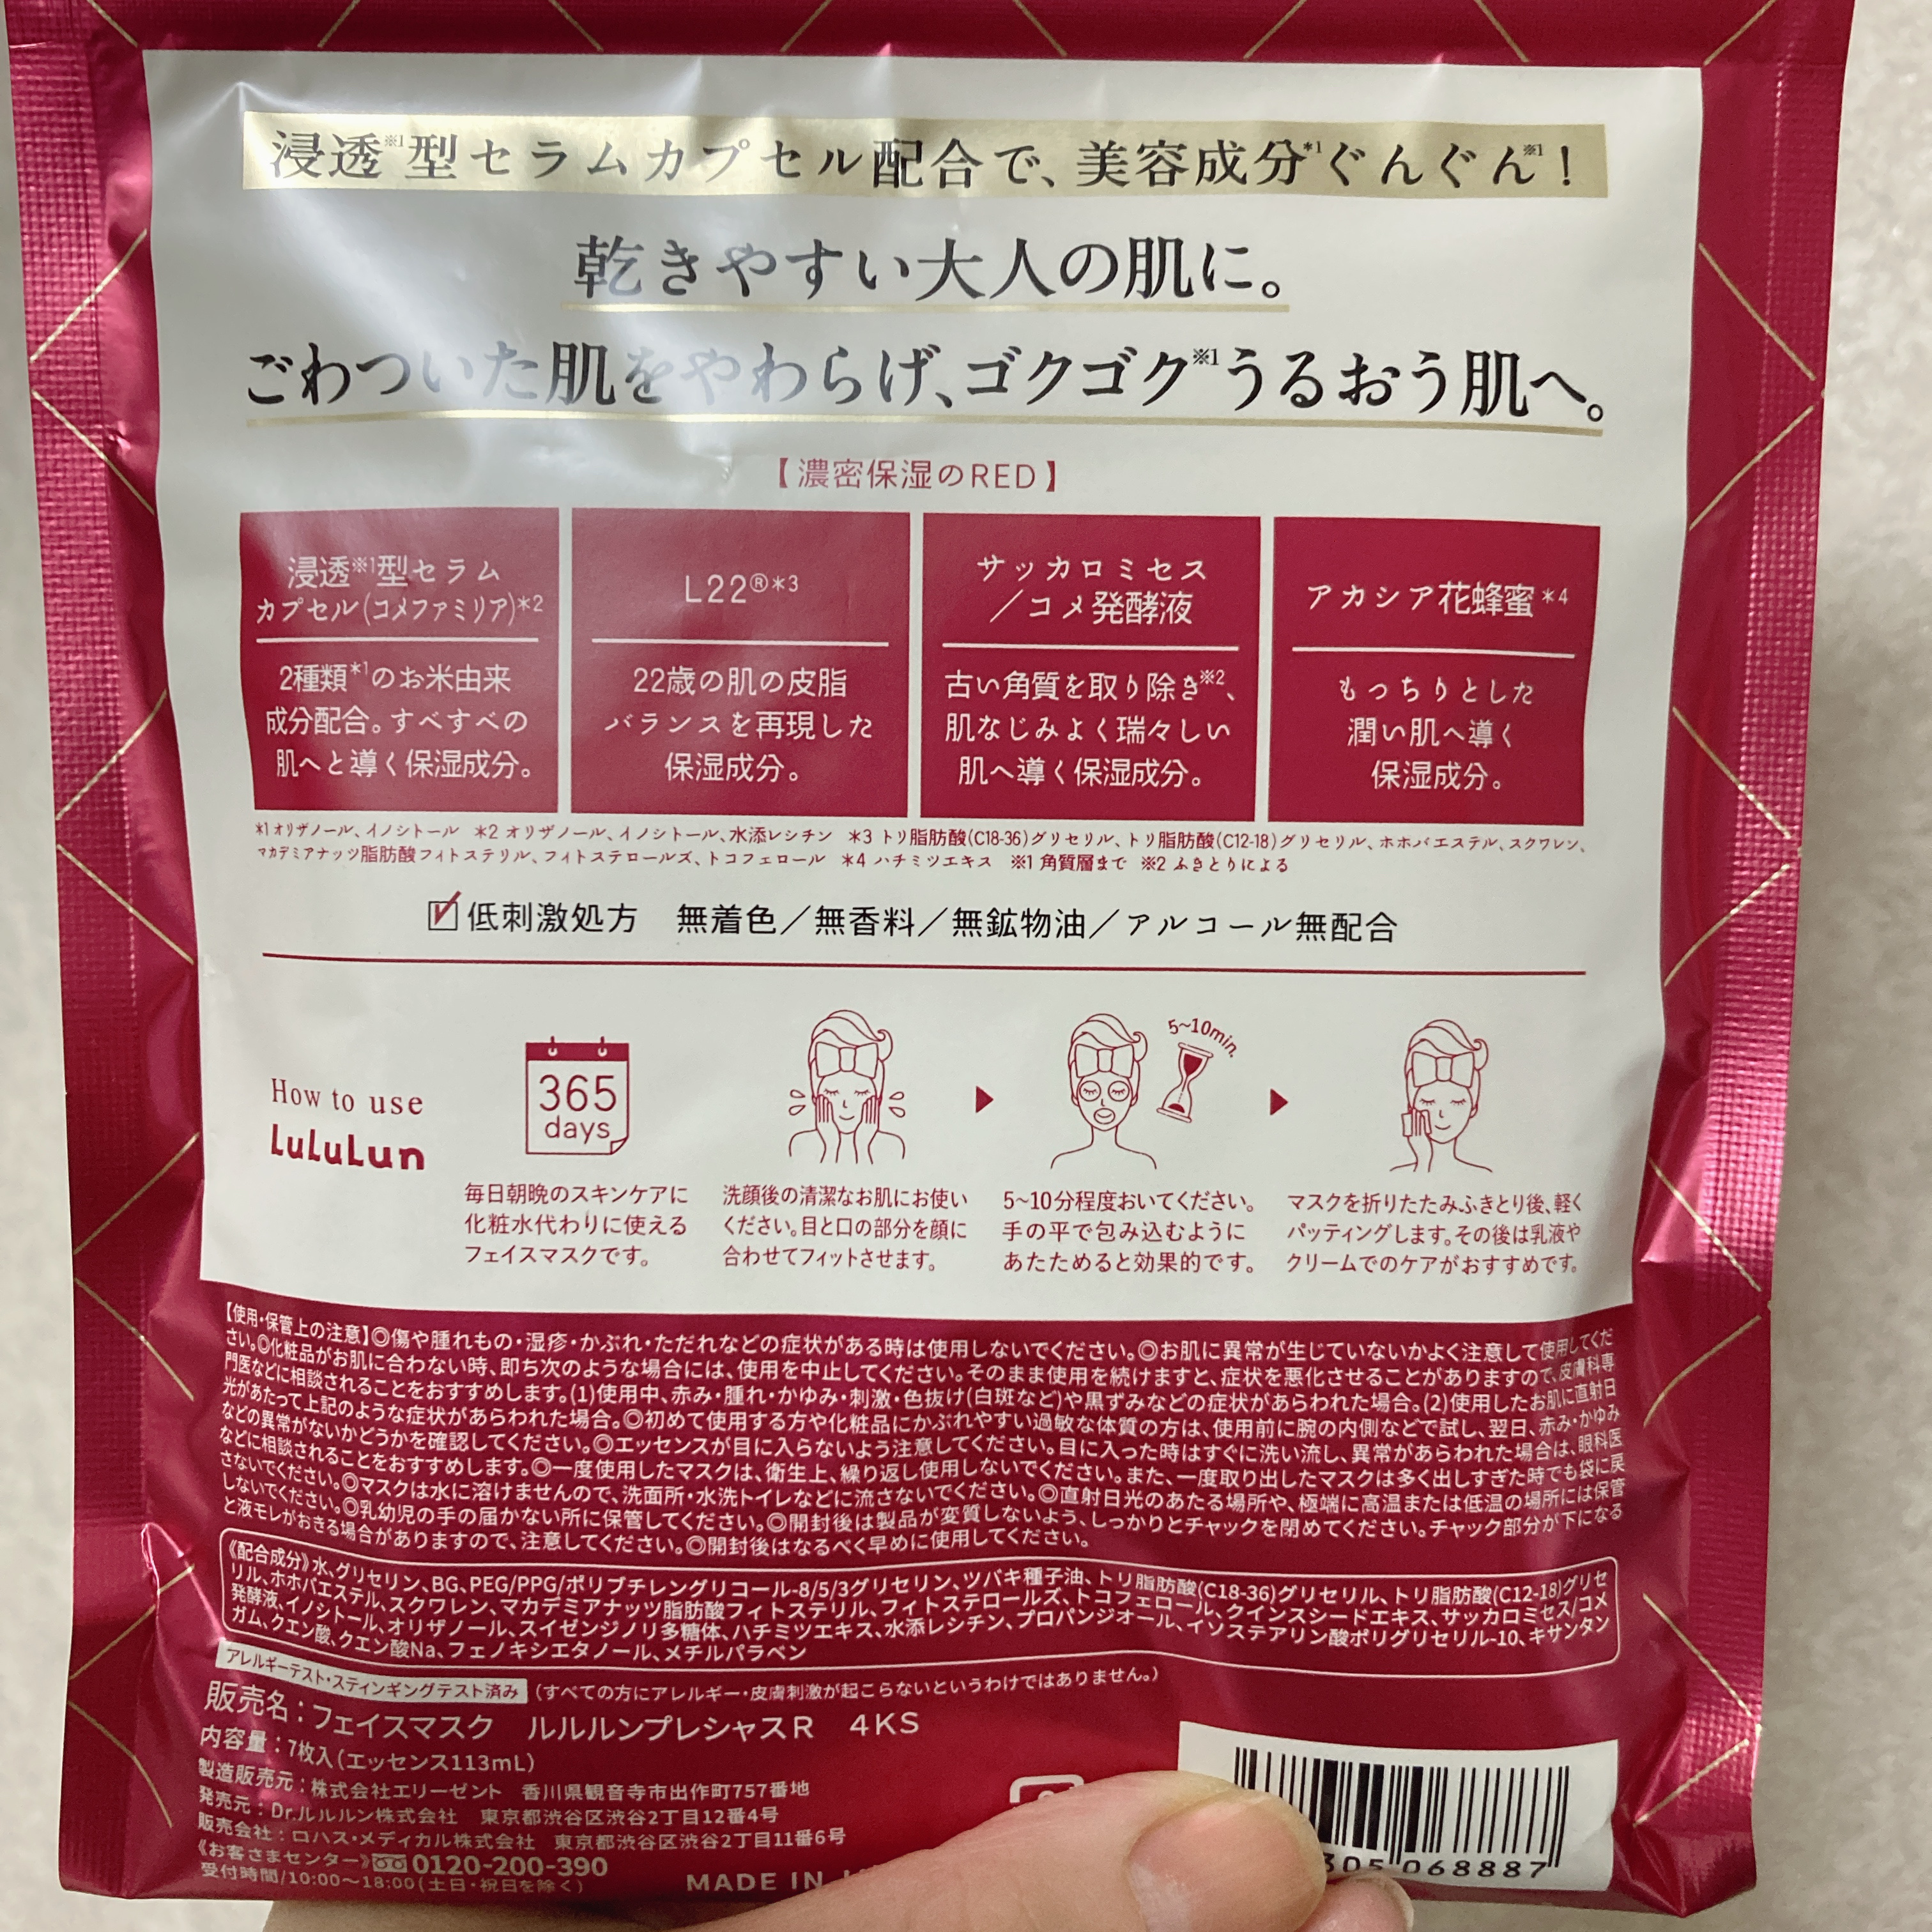 浸透※1型セラムカプセル配合で、美容成分*1ぐんぐん※1！
乾きやすい大人の肌に。
ごわついた肌をやわらげ、ゴクゴク※1うるおう肌へ。
【濃密保湿のRED】
浸透※1型セラム
カプセル(コメファミリア)*2
2種類*1のお米由来
成分配合。すべすべの
肌へと導く保湿成分。
L22®*3
22歳の肌の皮脂
バランスを再現した
保湿成分。
サッカロミセス
／コメ発酵液
古い角質を取り除き※2、
肌なじみよく瑞々しい
肌へ導く保湿成分。
アカシア花蜂蜜*4
もっちりとした
潤い肌へ導く
保湿成分。
*1 オリザノール、イノシトール *2 オリザノール、イノシトール、水添レシチン *3 トリ脂肪酸(C18-36)グリセリル、トリ脂肪酸(C12-18)グリセリル、ホホバエステル、スクワレン、
マカデミアナッツ脂肪酸フィトステリル、フィトステロールズ、トコフェロール *4 ハチミツエキス ※1 角質層まで ※2 ふきとりによる
低刺激処方 無着色／無香料／無鉱物油／アルコール無配合
How to use
LuLuLun
365
days
毎日朝晩のスキンケアに
化粧水代わりに使える
フェイスマスクです。
洗顔後の清潔なお肌にお使い
ください。目と口の部分を顔に
合わせてフィットさせます。
5~10min.
5~10分程度おいてください。
手の平で包み込むように
あたためると効果的です。
マスクを折りたたみふきとり後、軽く
パッティングします。その後は乳液や
クリームでのケアがおすすめです。
【使用・保管上の注意】◎傷や腫れもの・湿疹・かぶれ・ただれなどの症状がある時は使用しないでください。◎お肌に異常が生じていないかよく注意して使用してくだ
さい。◎化粧品がお肌に合わない時、即ち次のような場合には、使用を中止してください。そのまま使用を続けますと、症状を悪化させることがありますので、皮膚科専
門医などに相談されることをおすすめします。(1)使用中、赤み・腫れ・かゆみ・刺激・色抜け(白斑など)や黒ずみなどの症状があらわれた場合。(2)使用したお肌に直射日
光があたって上記のような症状があらわれた場合。◎初めて使用する方や化粧品にかぶれやすい過敏な体質の方は、使用前に腕の内側などで試し、翌日、赤み・かゆみ
などの異常がないかどうかを確認してください。◎エッセンスが目に入らないよう注意してください。目に入った時はすぐに洗い流し、異常があらわれた場合は、眼科医
などに相談されることをおすすめします。◎一度使用したマスクは、衛生上、繰り返し使用しないでください。また、一度取り出したマスクは多く出しすぎた時でも袋に戻
さないでください。◎マスクは水に溶けませんので、洗面所・水洗トイレなどに流さないでください。◎直射日光のあたる場所や、極端に高温または低温の場所には保管
しないでください。◎乳幼児の手の届かない所に保管してください。◎開封後は製品が変質しないよう、しっかりとチャックを閉めてください。チャック部分が下になる
と液モレがおきる場合がありますので、注意してください。◎開封後はなるべく早めに使用してください。
《配合成分》水、グリセリン、BG、PEG/PPG/ポリブチレングリコール-8/5/3グリセリン、ツバキ種子油、トリ脂肪酸(C18-36)グリセリル、トリ脂肪酸(C12-18)グリセ
リル、ホホバエステル、スクワレン、マカデミアナッツ脂肪酸フィトステリル、フィトステロールズ、トコフェロール、クインスシードエキス、サッカロミセス/コメ
発酵液、イノシトール、オリザノール、スイゼンジノリ多糖体、ハチミツエキス、水添レシチン、プロパンジオール、イソステアリン酸ポリグリセリル-10、キサンタン
ガム、クエン酸、クエン酸Na、フェノキシエタノール、メチルパラベン
アレルギーテスト・スティンギングテスト済み (すべての方にアレルギー・皮膚刺激が起こらないというわけではありません。)
販売名：フェイスマスク ルルルンプレシャスR 4KS
内容量：7枚入(エッセンス113mL)
製造販売元：株式会社エリーゼント 香川県観音寺市出作町757番地
発売元：Dr.ルルルン株式会社 東京都渋谷区渋谷2丁目12番4号
販売会社：ロハス・メディカル株式会社 東京都渋谷区渋谷2丁目11番6号
《お客さまセンター》0120-200-390
受付時間/10:00～18:00(土日・祝日を除く)
MADE IN
305 068887